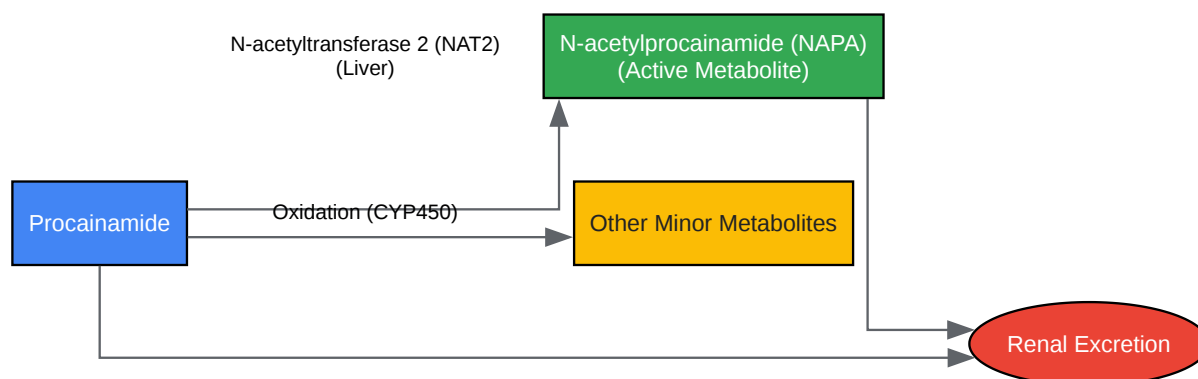 N-acetyltransferase 2 (NAT2)
(Liver)
N-acetylprocainamide (NAPA)
(Active Metabolite)
Procainamide
Oxidation (CYP450)
Other Minor Metabolites
Renal Excretion